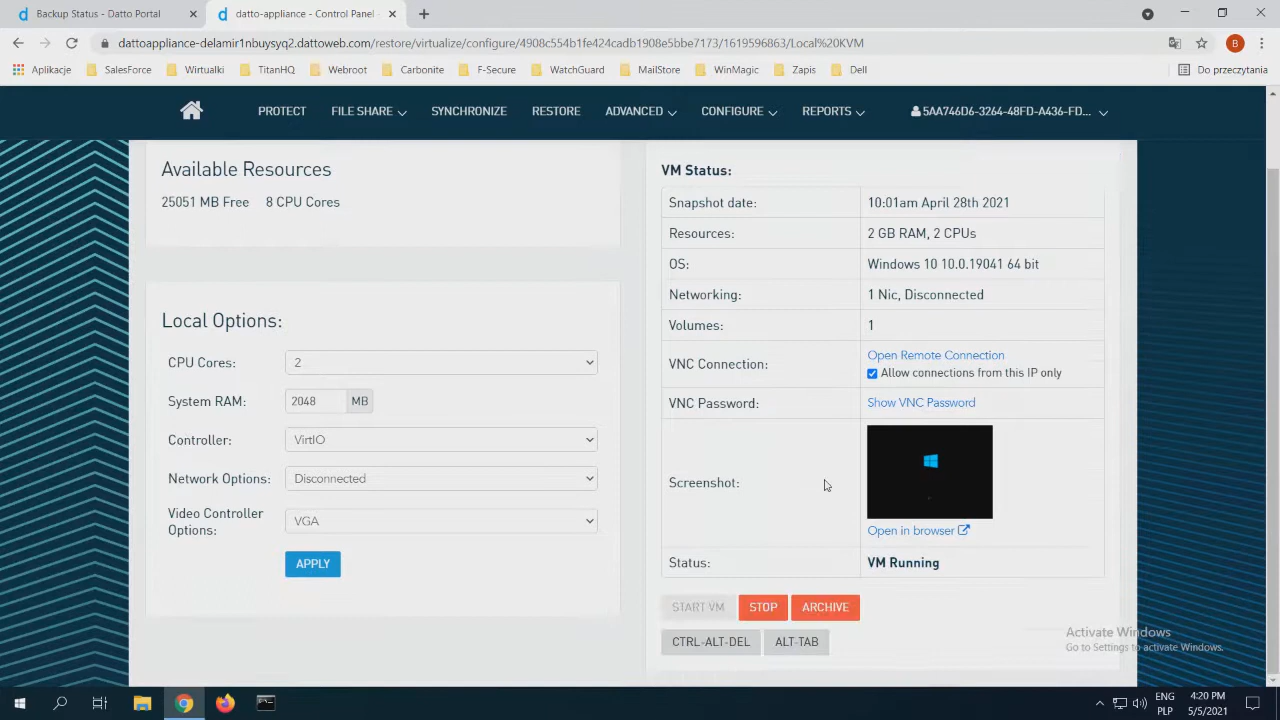 Backup Status - Datto Portal
datto-appliance - Control Panel -
dattoappliance-delamir1nbuysyq2.dattoweb.com/restore/virtualize/configure/4908c554b1fe424cadb1908e5bbe7173/1619596863/Local%20KVM
B
Aplikacje
SalesForce
Wirtualki
TitanHQ
Webroot
Carbonite
F-Secure
WatchGuard
MailStore
WinMagic
Zapis
Dell
Do przeczytania
PROTECT
FILE SHARE
SYNCHRONIZE
RESTORE
ADVANCED
CONFIGURE
REPORTS
5AA746D6-3264-48FD-A436-FD...
Available Resources
25051 MB Free 8 CPU Cores
Local Options:
CPU Cores: 2
System RAM: 2048 MB
Controller: VirtIO
Network Options: Disconnected
Video Controller
Options: VGA
APPLY
VM Status:
Snapshot date: 10:01am April 28th 2021
Resources: 2 GB RAM, 2 CPUs
OS: Windows 10 10.0.19041 64 bit
Networking: 1 Nic, Disconnected
Volumes: 1
VNC Connection: Open Remote Connection
Allow connections from this IP only
VNC Password: Show VNC Password
Screenshot:
Open in browser
Status: VM Running
START VM STOP ARCHIVE
CTRL-ALT-DEL ALT-TAB
Activate Windows
Go to Settings to activate Windows.
ENG
PLP
4:20 PM
5/5/2021